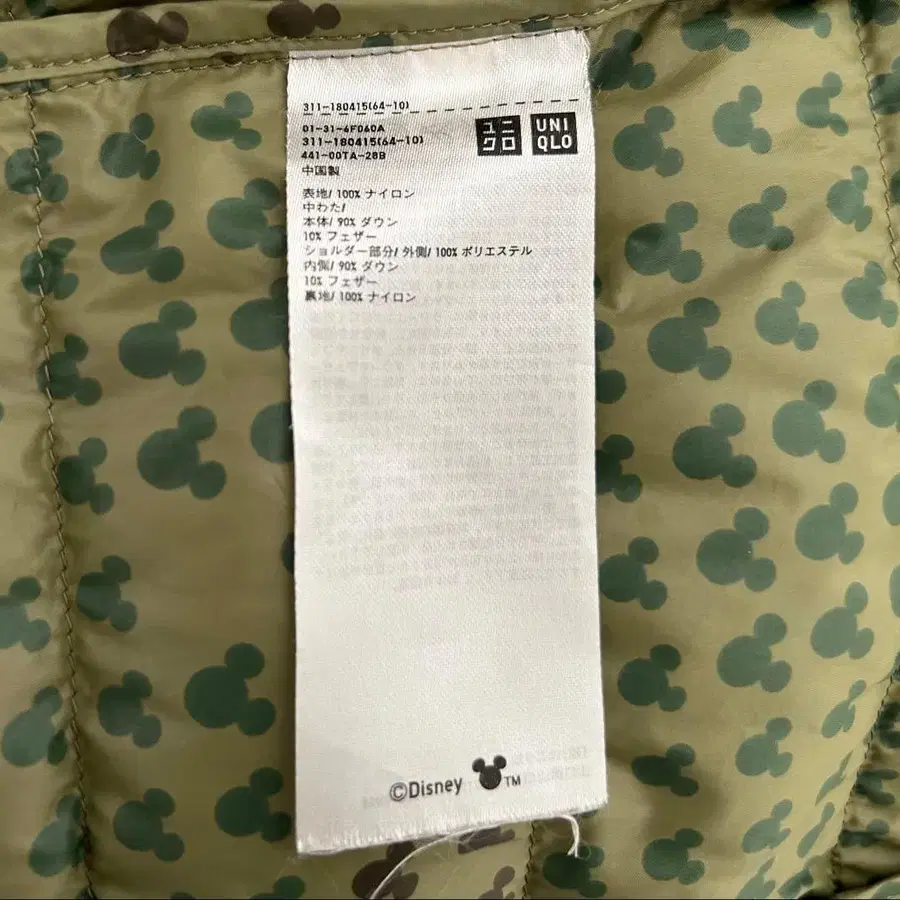 311-180415(64-10)
01-31-6F060A
311-180415(64-10)
441-00TA-28B
中国製
ユニ
クロ
UNI
QLO
表地/ 100% ナイロン
中わた/
本体/ 90% ダウン
10% フェザー
ショルダー部分/ 外側/ 100% ポリエステル
内側/ 90% ダウン
10% フェザー
裏地/ 100% ナイロン
©Disney
TM